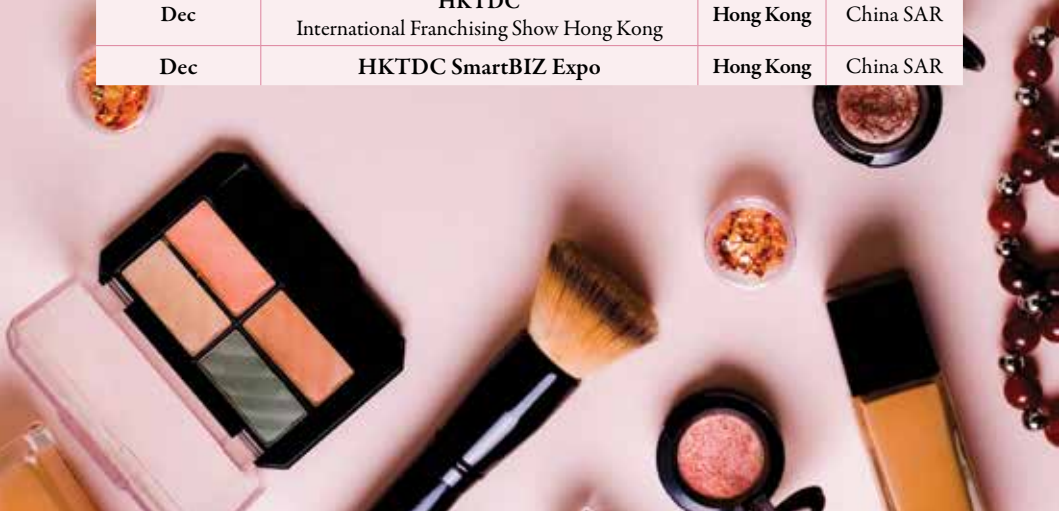 HKTDC
Dec International Franchising Show Hong Kong Hong Kong China SAR
Dec HKTDC SmartBIZ Expo Hong Kong China SAR